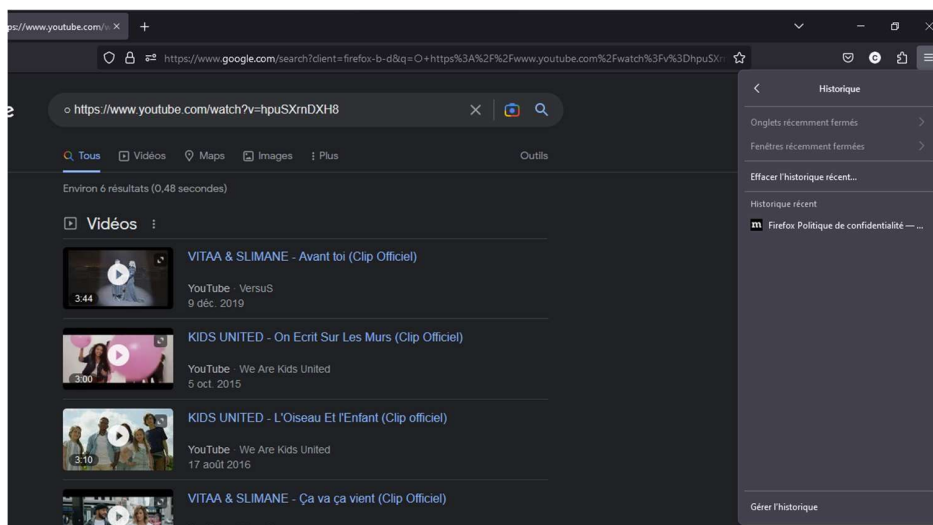 ps://www.youtube.com/w
https://www.google.com/search?client=firefox-b-d&q=O+https%3A%2F%2Fwww.youtube.com%2Fwatch%3Fv%3DhpuSXrn
○ https://www.youtube.com/watch?v=hpuSXrnDXH8
Tous Vidéos Maps Images Plus Outils
Environ 6 résultats (0,48 secondes)
Vidéos
VITAA & SLIMANE - Avant toi (Clip Officiel)
YouTube · VersuS
9 déc. 2019
3:44
KIDS UNITED - On Ecrit Sur Les Murs (Clip Officiel)
YouTube · We Are Kids United
5 oct. 2015
3:00
KIDS UNITED - L'Oiseau Et l'Enfant (Clip officiel)
YouTube · We Are Kids United
17 août 2016
3:10
VITAA & SLIMANE - Ça va ça vient (Clip Officiel)
Historique
Onglets récemment fermés
Fenêtres récemment fermées
Effacer l'historique récent...
Historique récent
m Firefox Politique de confidentialité — ...
Gérer l'historique